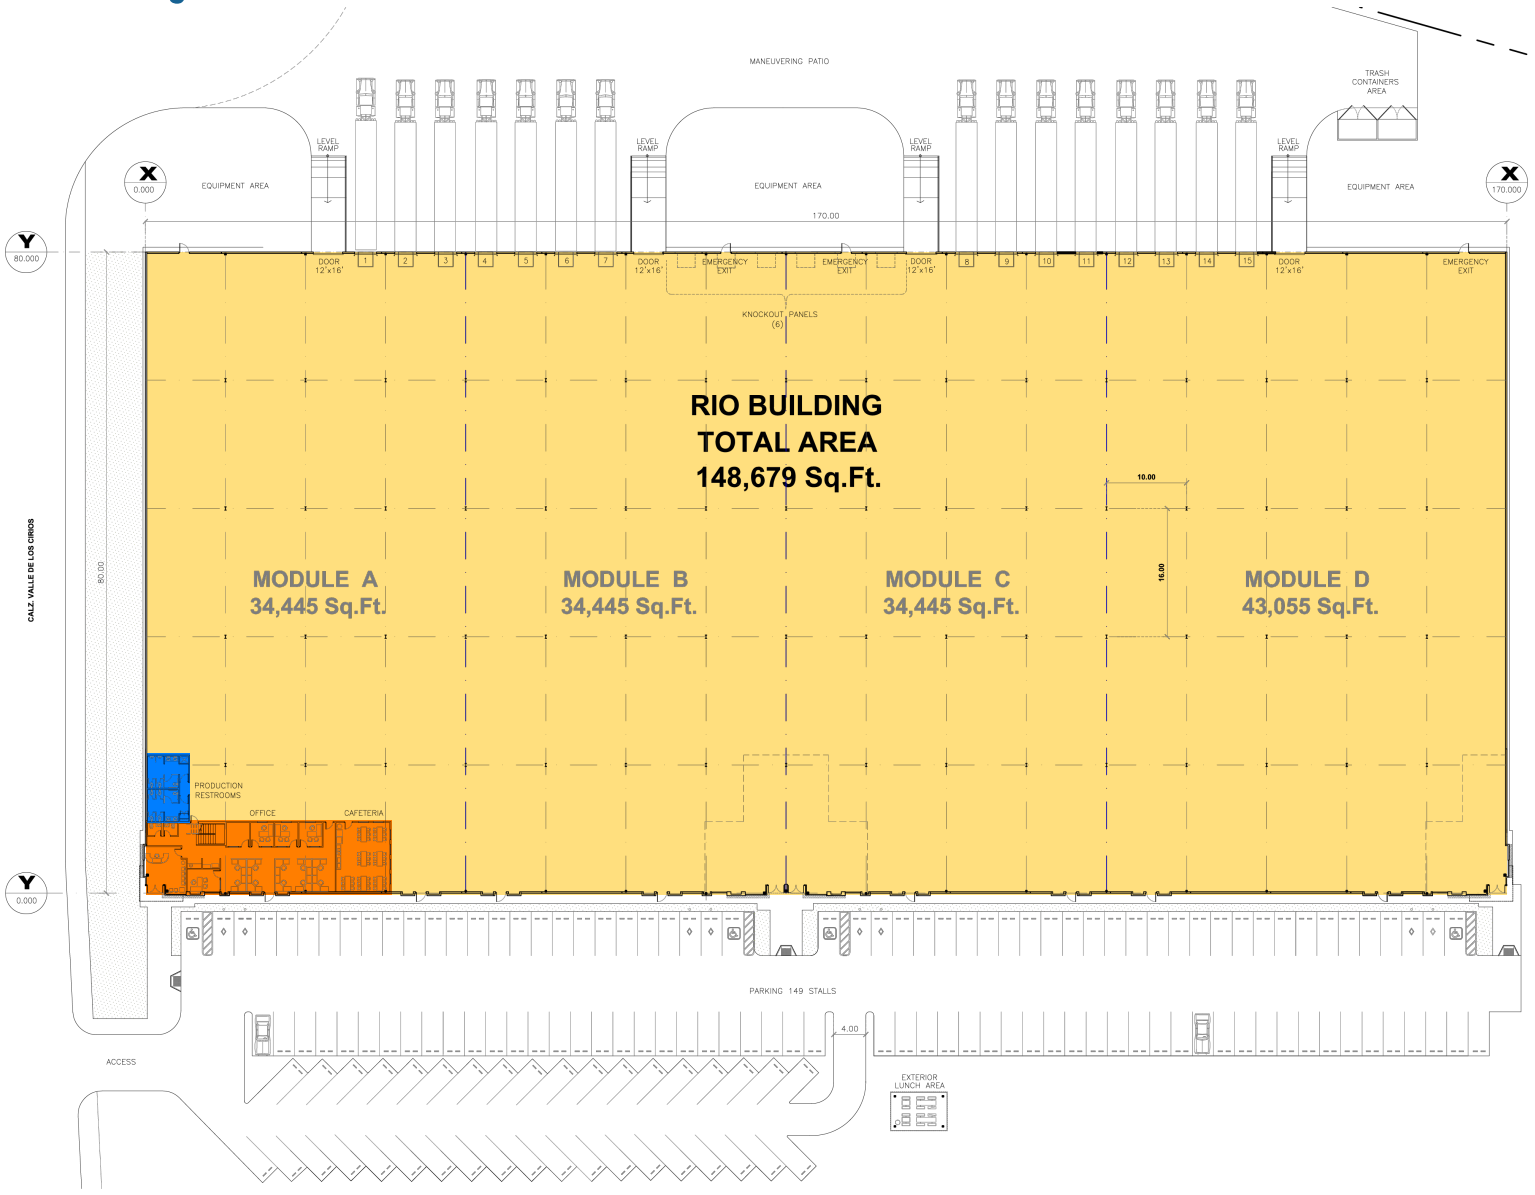 MANEUVERING PATIO
TRASH
CONTAINERS
AREA
LEVEL
RAMP
LEVEL
RAMP
LEVEL
RAMP
LEVEL
RAMP
X
0.000
EQUIPMENT AREA
EQUIPMENT AREA
EQUIPMENT AREA
X
170.000
170.00
Y
80.000
DOOR
12'x16'
1
2
3
4
5
6
7
DOOR
12'x16'
EMERGENCY
EXIT
EMERGENCY
EXIT
DOOR
12'x16'
8
9
10
11
12
13
14
15
DOOR
12'x16'
EMERGENCY
EXIT
KNOCKOUT PANELS
(6)
RIO BUILDING
TOTAL AREA
148,679 Sq.Ft.
10.00
16.00
80.00
CALZ. VALLE DE LOS CIRIOS
MODULE A
34,445 Sq.Ft.
MODULE B
34,445 Sq.Ft.
MODULE C
34,445 Sq.Ft.
MODULE D
43,055 Sq.Ft.
PRODUCTION
RESTROOMS
OFFICE
CAFETERIA
Y
0.000
PARKING 149 STALLS
4.00
ACCESS
EXTERIOR
LUNCH AREA